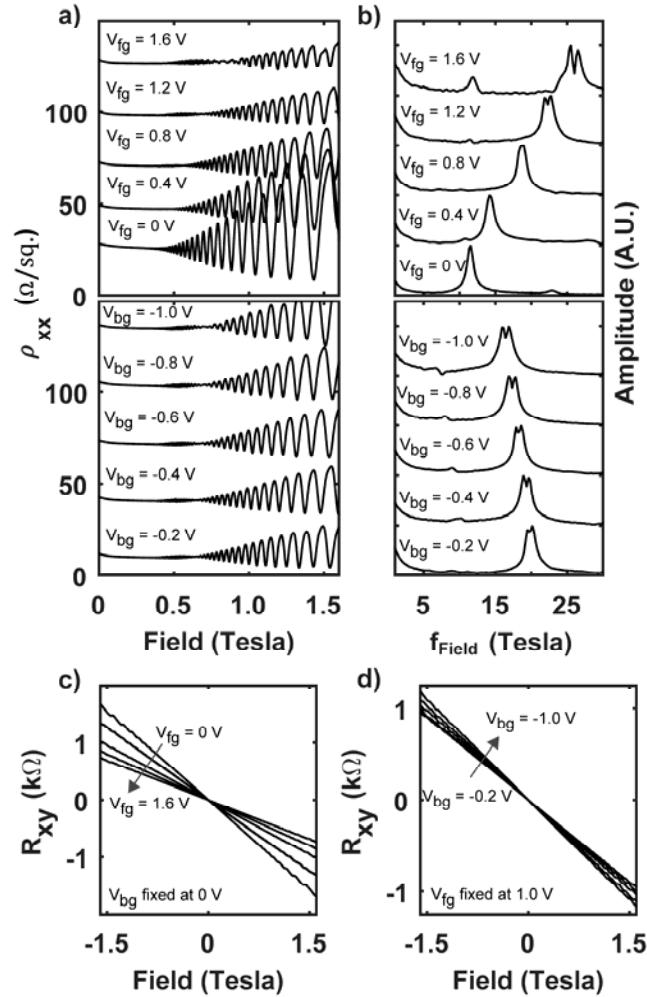 a)
V_fg = 1.6 V
V_fg = 1.2 V
V_fg = 0.8 V
V_fg = 0.4 V
V_fg = 0 V
100
50
0
V_bg = -1.0 V
V_bg = -0.8 V
V_bg = -0.6 V
V_bg = -0.4 V
V_bg = -0.2 V
100
50
0
0 0.5 1.0 1.5
ρ_xx (Ω/sq.)
Field (Tesla)
b)
V_fg = 1.6 V
V_fg = 1.2 V
V_fg = 0.8 V
V_fg = 0.4 V
V_fg = 0 V
V_bg = -1.0 V
V_bg = -0.8 V
V_bg = -0.6 V
V_bg = -0.4 V
V_bg = -0.2 V
5 15 25
f_Field (Tesla)
Amplitude (A.U.)
c)
V_fg = 0 V
V_fg = 1.6 V
V_bg fixed at 0 V
1
0
-1
-1.5 0 1.5
R_xy (kΩ)
Field (Tesla)
d)
V_bg = -1.0 V
V_bg = -0.2 V
V_fg fixed at 1.0 V
1
0
-1
-1.5 0 1.5
R_xy (kΩ)
Field (Tesla)